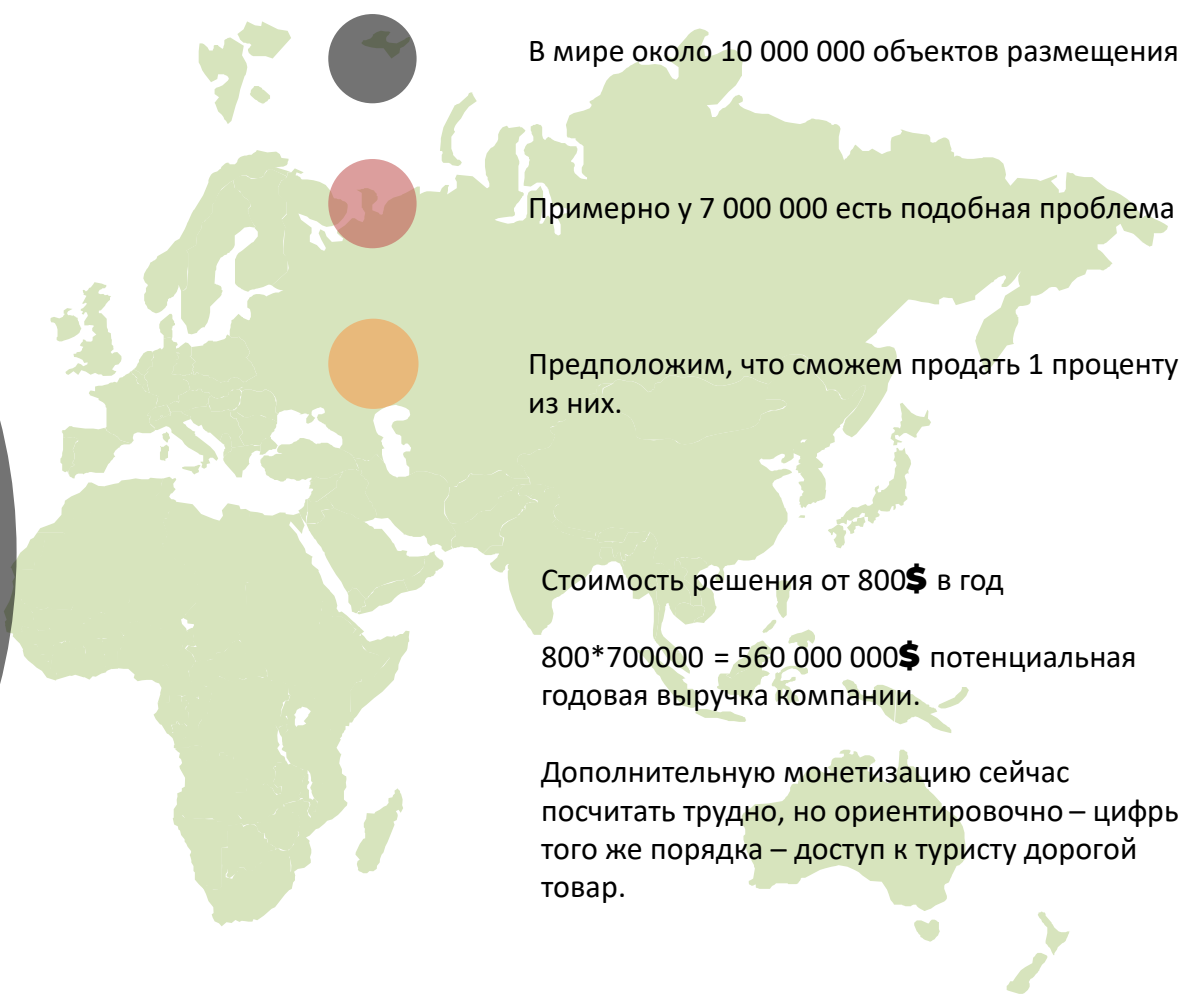 В мире около 10 000 000 объектов размещения
Примерно у 7 000 000 есть подобная проблема
Предположим, что сможем продать 1 проценту
из них.
Стоимость решения от 800$ в год
800*700000 = 560 000 000$ потенциальная
годовая выручка компании.
Дополнительную монетизацию сейчас
посчитать трудно, но ориентировочно – цифрь
того же порядка – доступ к туристу дорогой
товар.